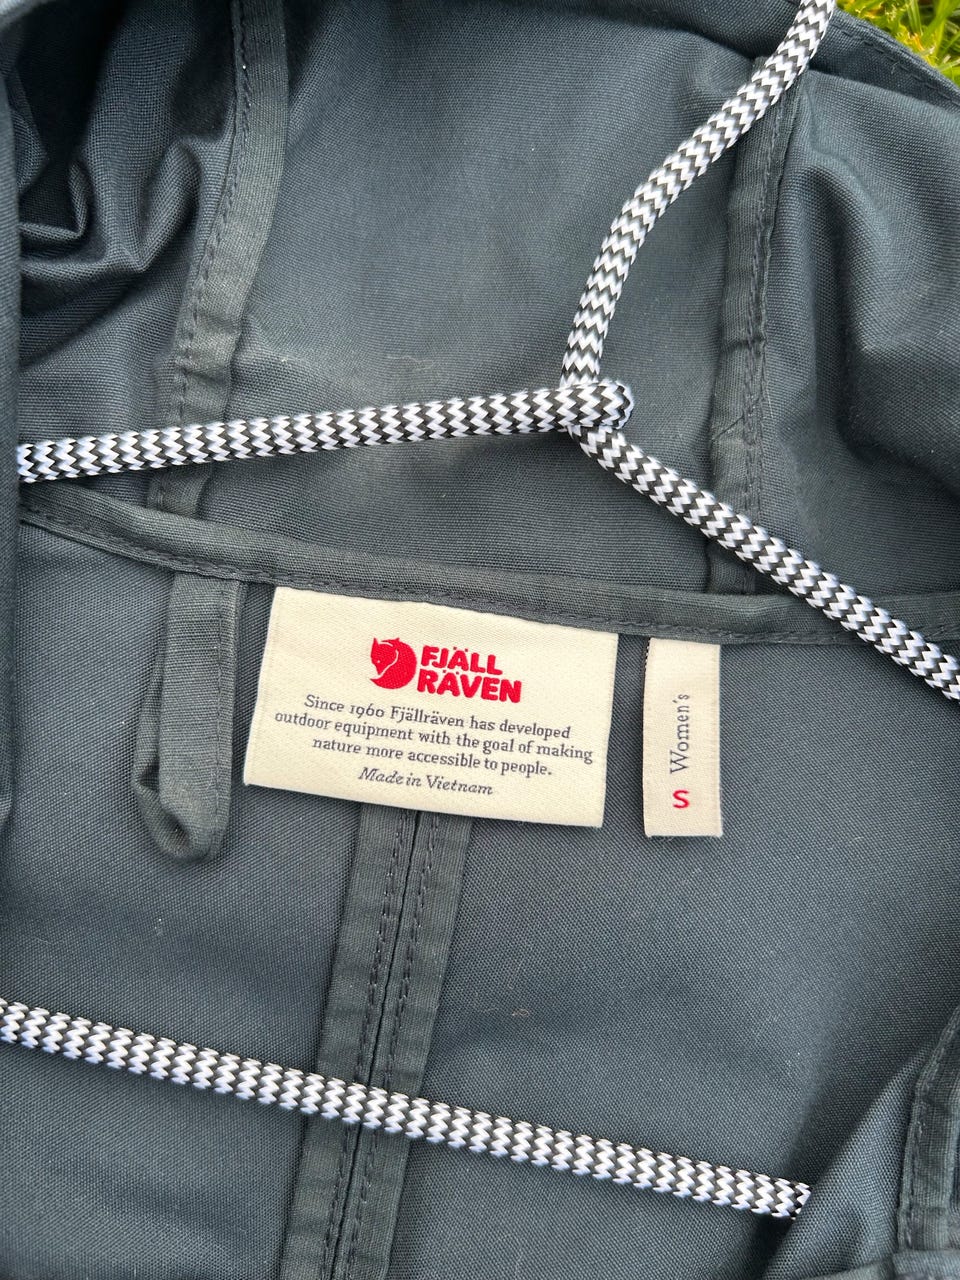 FJÄLL
RÄVEN
Since 1960 Fjällräven has developed
outdoor equipment with the goal of making
nature more accessible to people.
Made in Vietnam
Women's
S